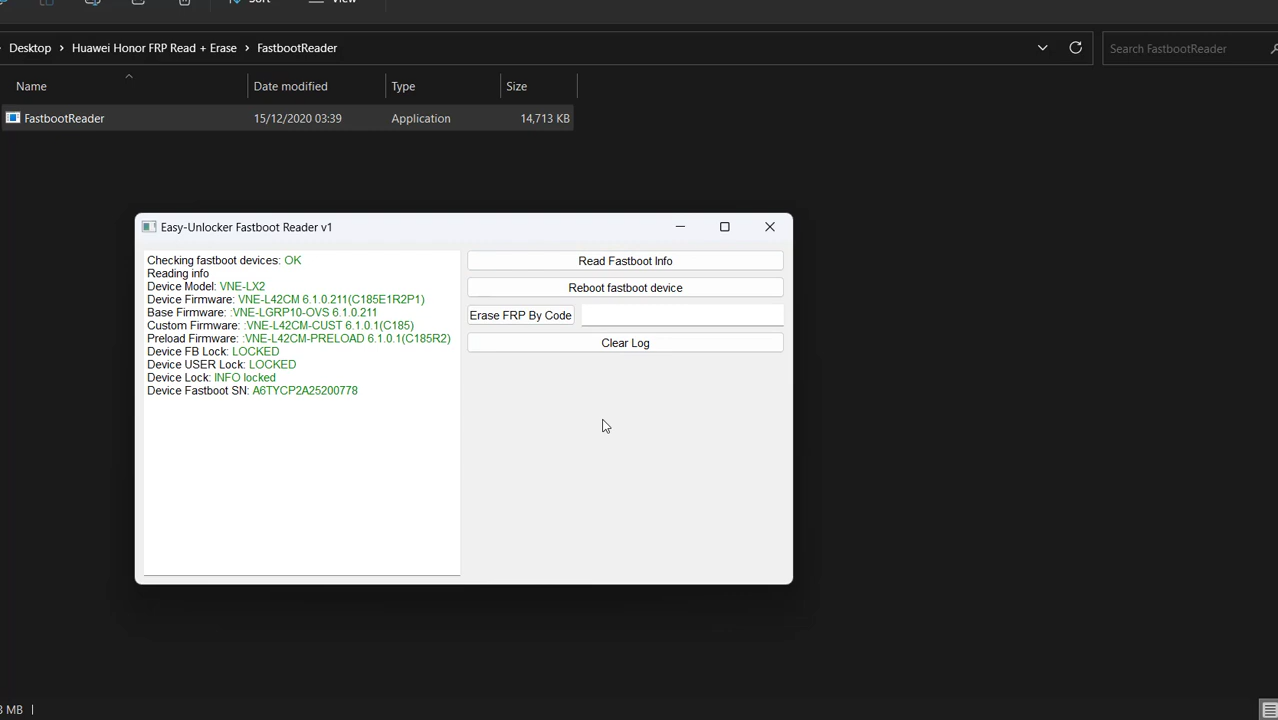 Sort
View
Desktop > Huawei Honor FRP Read + Erase > FastbootReader
Search FastbootReader
Name Date modified Type Size
FastbootReader 15/12/2020 03:39 Application 14,713 KB
Easy-Unlocker Fastboot Reader v1
Checking fastboot devices: OK
Reading info
Device Model: VNE-LX2
Device Firmware: VNE-L42CM 6.1.0.211(C185E1R2P1)
Base Firmware: :VNE-LGRP10-OVS 6.1.0.211
Custom Firmware: :VNE-L42CM-CUST 6.1.0.1(C185)
Preload Firmware: :VNE-L42CM-PRELOAD 6.1.0.1(C185R2)
Device FB Lock: LOCKED
Device USER Lock: LOCKED
Device Lock: INFO locked
Device Fastboot SN: A6TYCP2A25200778
Read Fastboot Info
Reboot fastboot device
Erase FRP By Code
Clear Log
MB